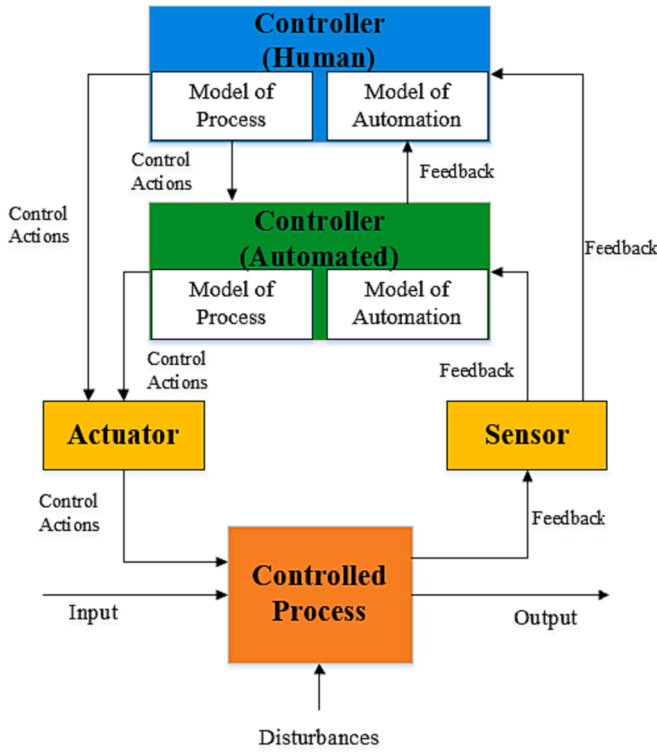 Controller
(Human)
Model of
Process
Model of
Automation
Control
Actions
Feedback
Control
Actions
Controller
(Automated)
Feedback
Model of
Process
Model of
Automation
Control
Actions
Feedback
Actuator
Sensor
Control
Actions
Feedback
Controlled
Process
Input
Output
Disturbances